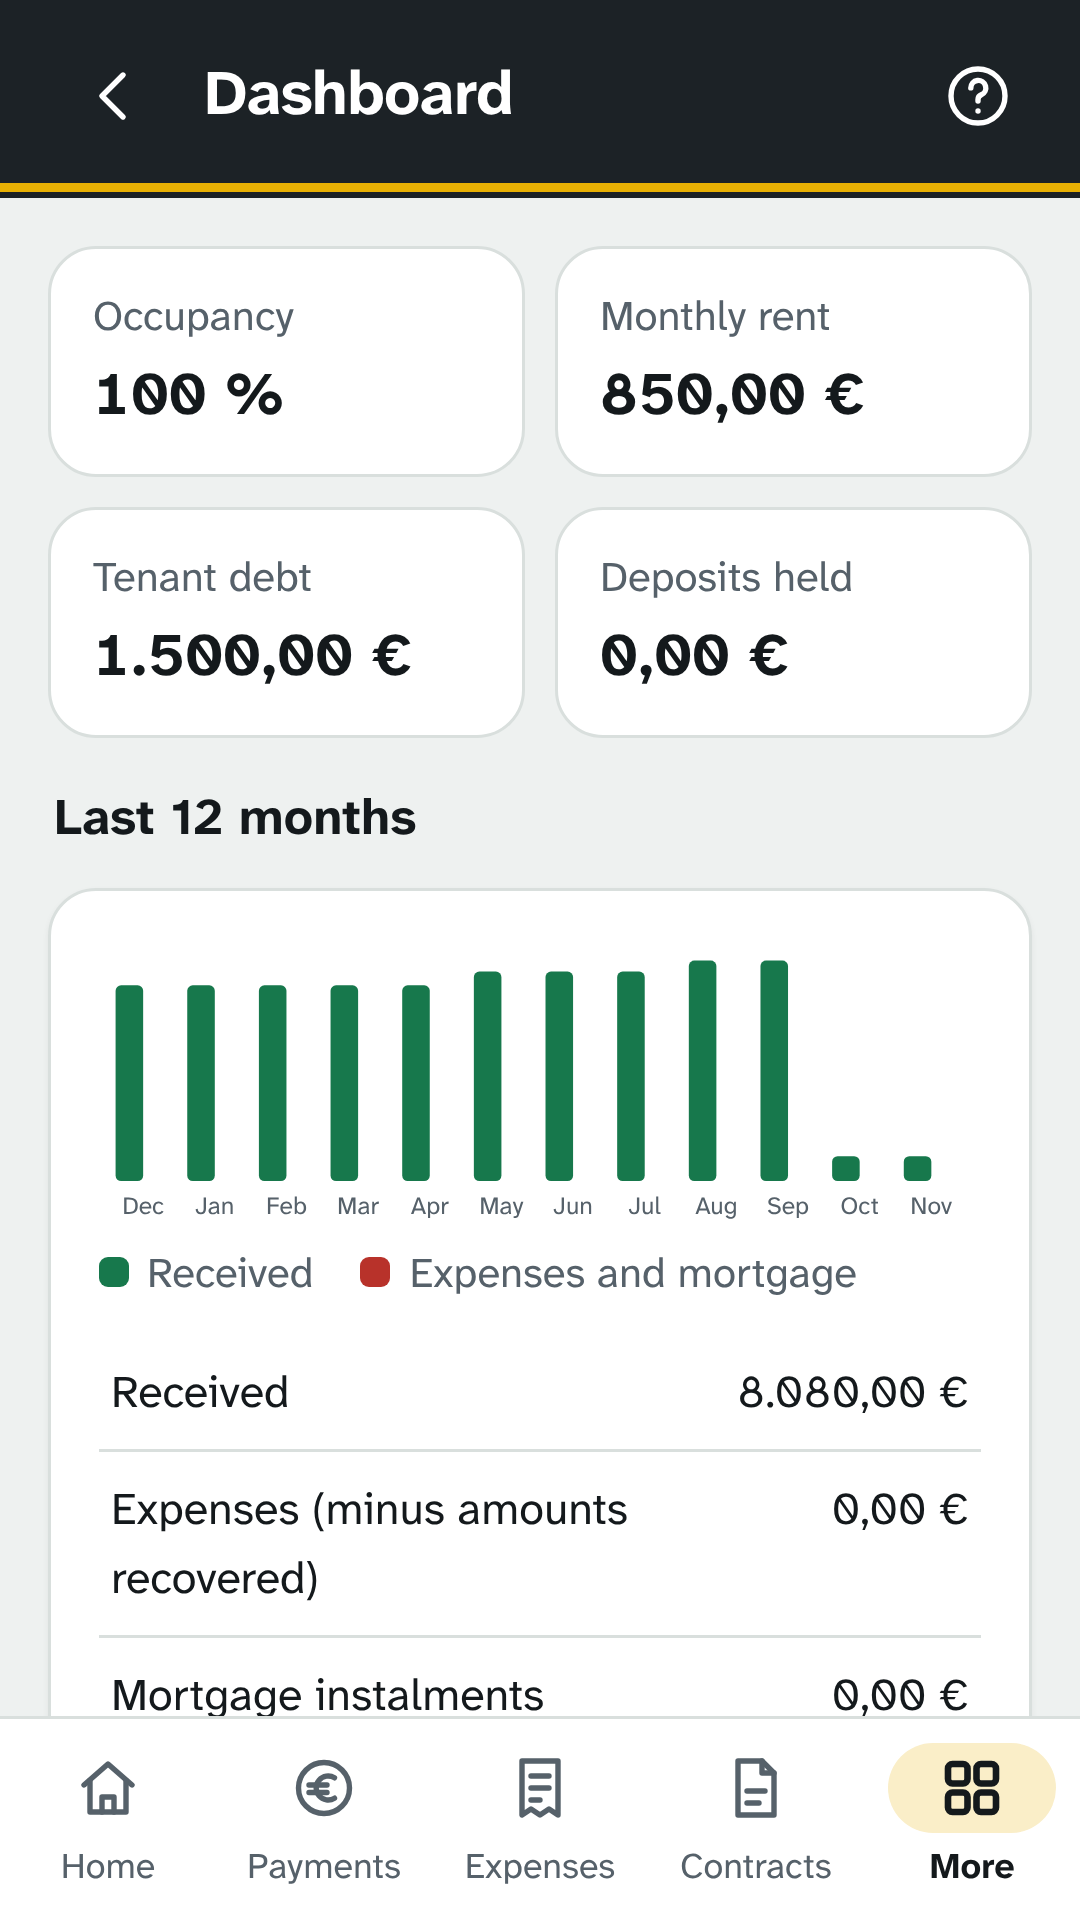 Dashboard
Occupancy
100 %
Monthly rent
850,00 €
Tenant debt
1.500,00 €
Deposits held
0,00 €
Last 12 months
Dec Jan Feb Mar Apr May Jun Jul Aug Sep Oct Nov
Received Expenses and mortgage
Received 8.080,00 €
Expenses (minus amounts 0,00 €
recovered)
Mortgage instalments 0,00 €
Home Payments Expenses Contracts More